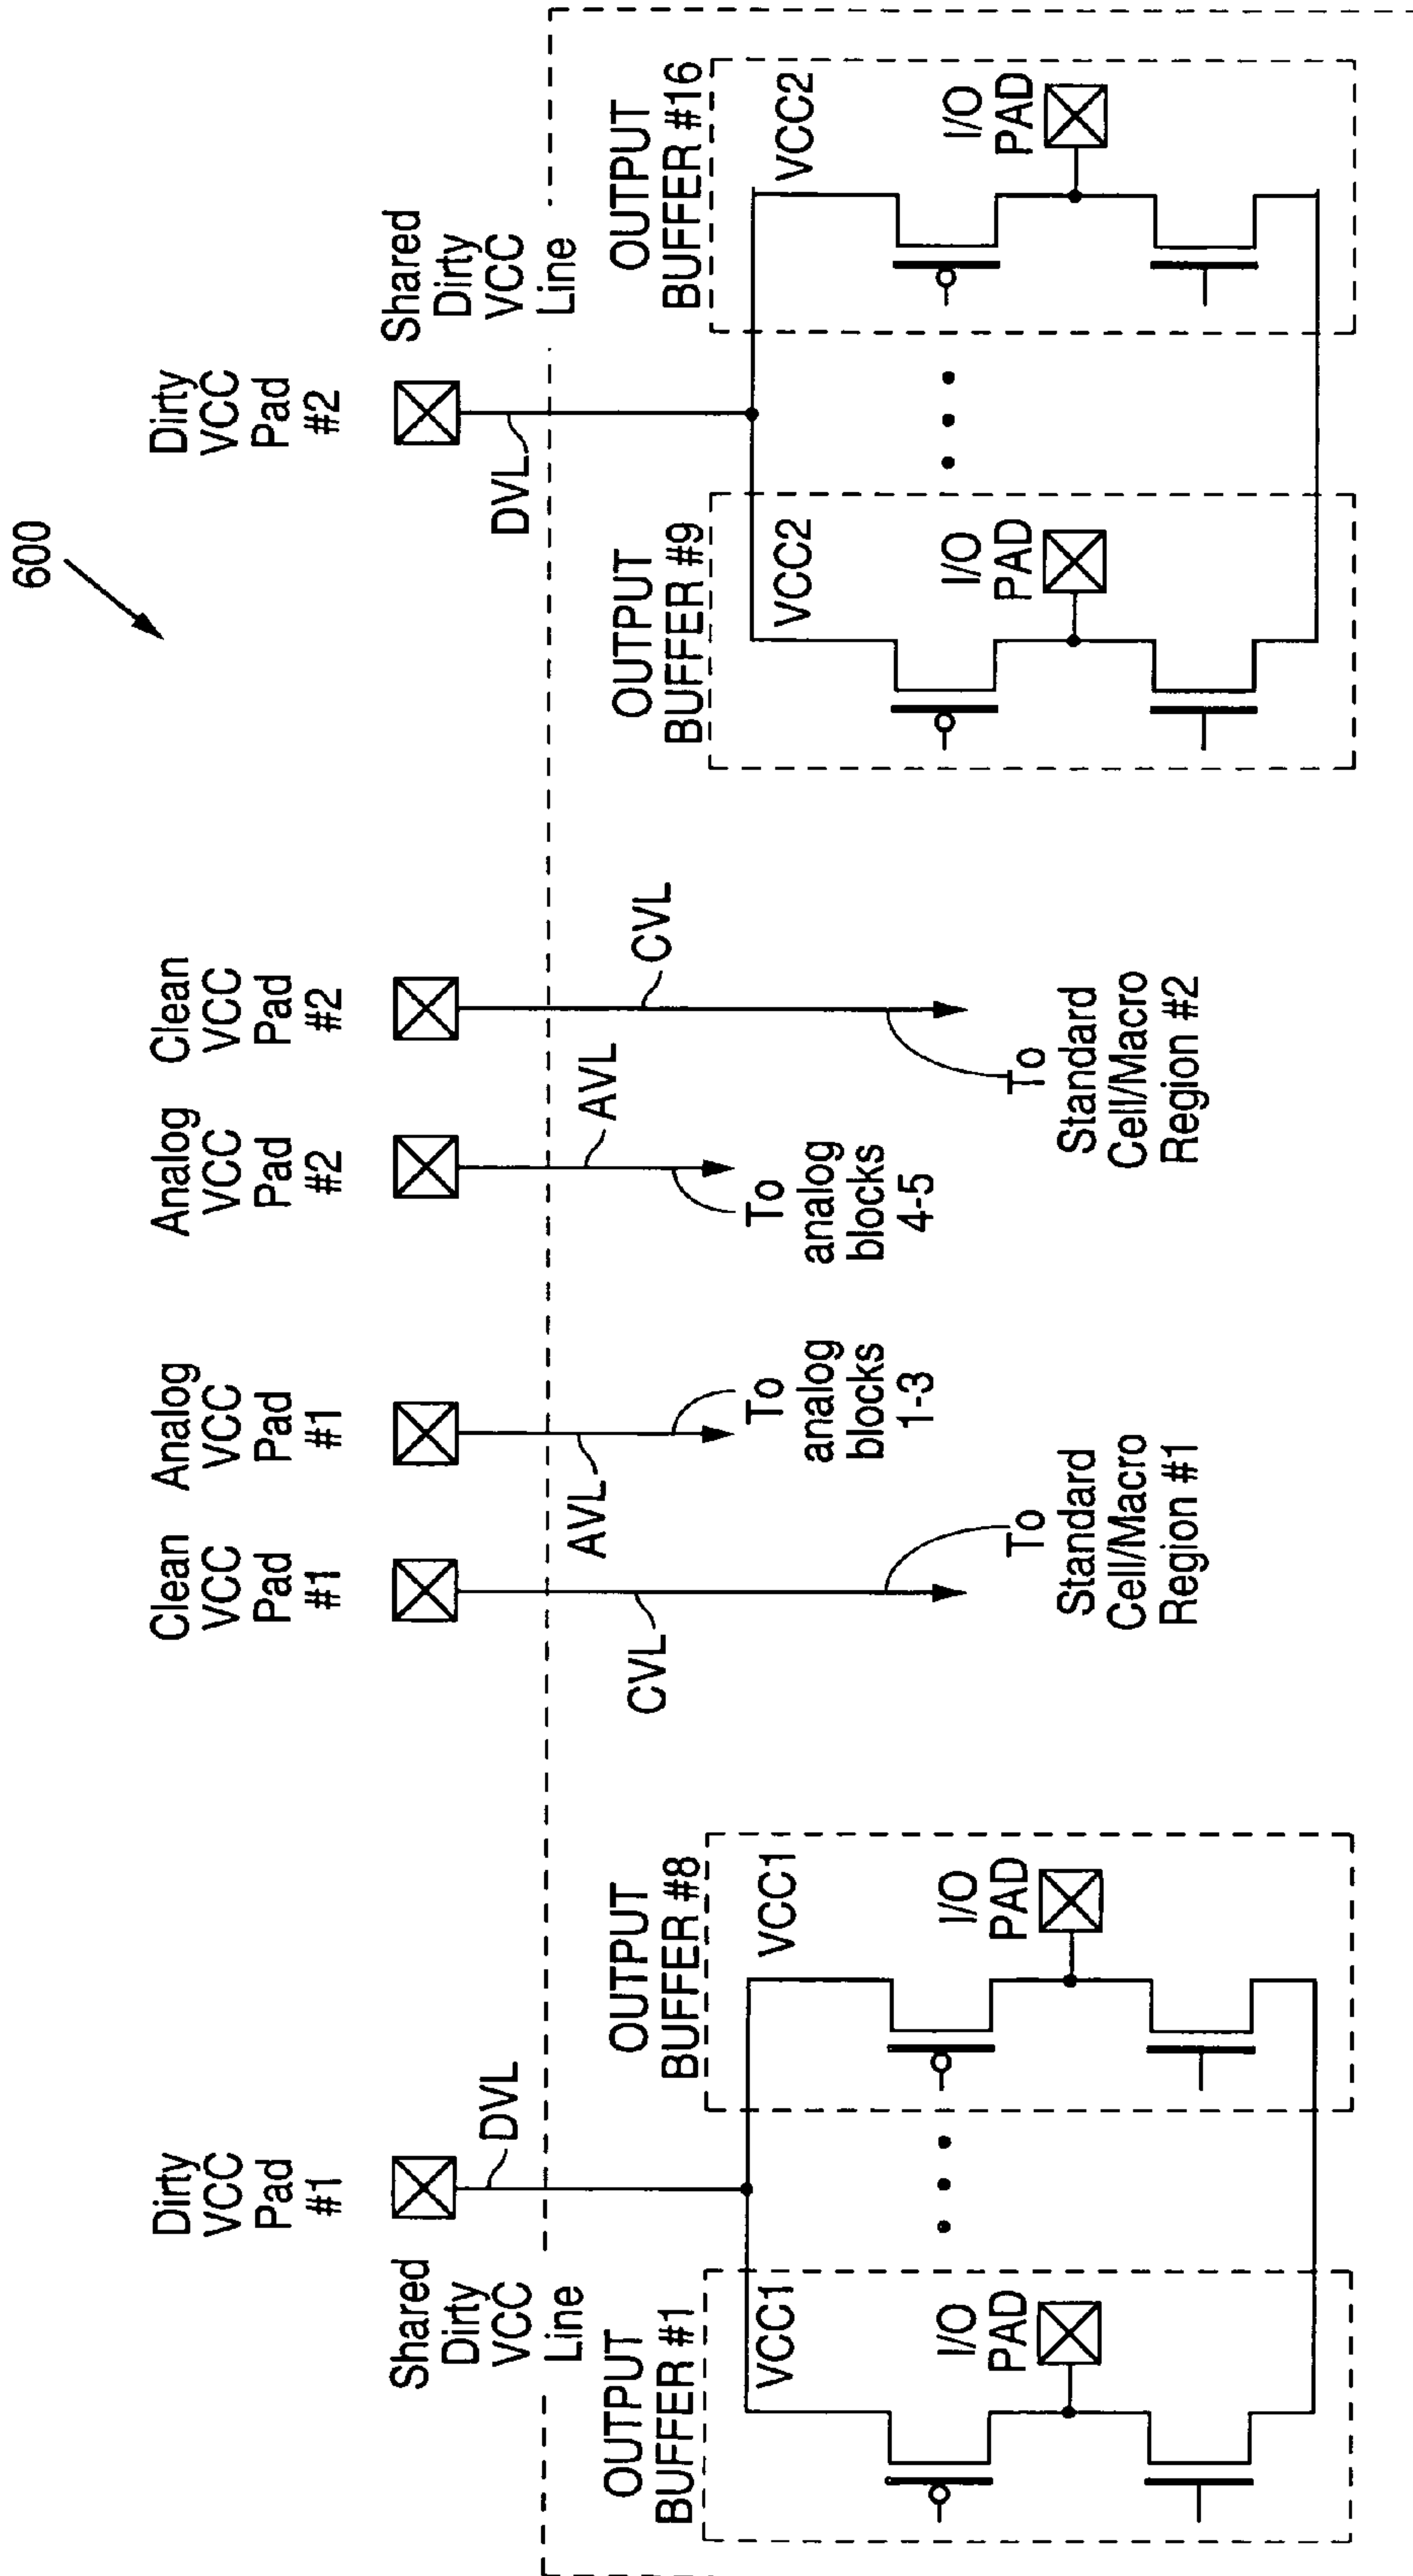 600
Dirty
VCC
Pad
#1
Clean
VCC
Pad
#1
Analog
VCC
Pad
#1
Analog
VCC
Pad
#2
Clean
VCC
Pad
#2
Dirty
VCC
Pad
#2
Shared
Dirty
VCC
Line
DVL
CVL
AVL
AVL
CVL
DVL
Shared
Dirty
VCC
Line
OUTPUT
BUFFER #1
VCC1
I/O
PAD
OUTPUT
BUFFER #8
VCC1
I/O
PAD
To
Standard
Cell/Macro
Region #1
To
analog
blocks
1-3
To
analog
blocks
4-5
To
Standard
Cell/Macro
Region #2
OUTPUT
BUFFER #9
VCC2
I/O
PAD
OUTPUT
BUFFER #16
VCC2
I/O
PAD